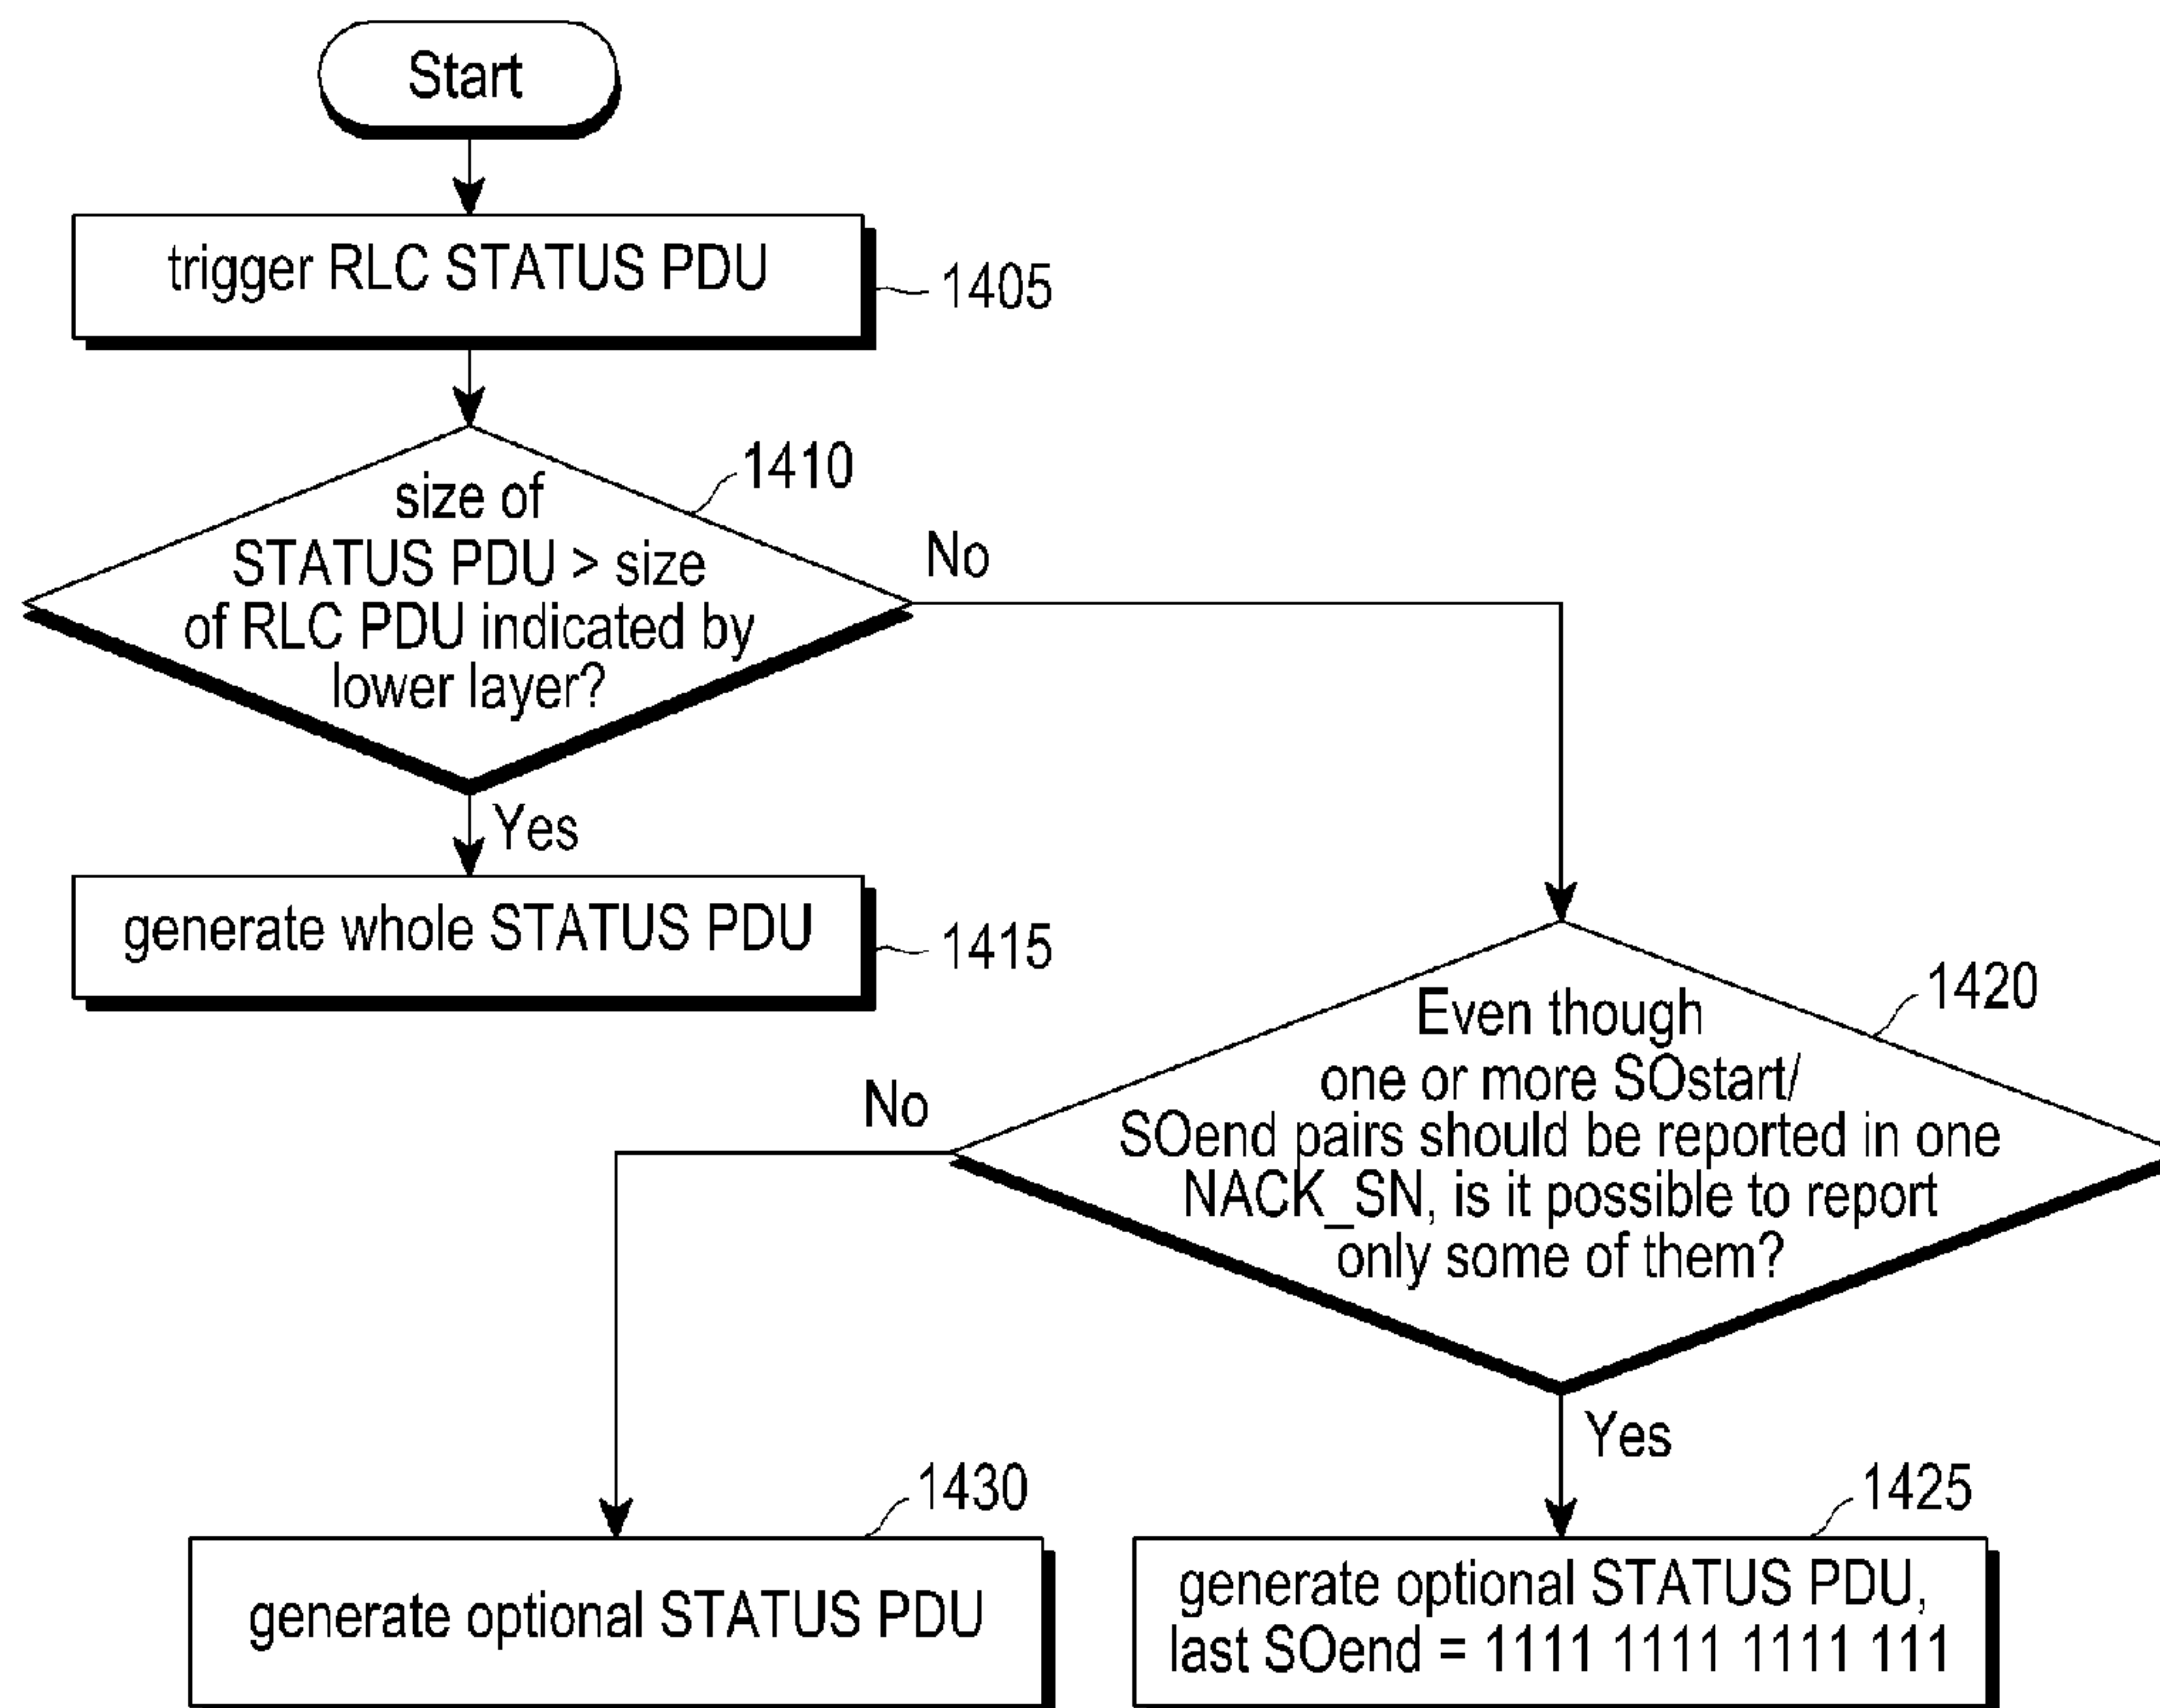 Start
trigger RLC STATUS PDU
1405
1410
size of
STATUS PDU > size
of RLC PDU indicated by
lower layer?
No
Yes
generate whole STATUS PDU
1415
1420
Even though
one or more SOstart/
SOend pairs should be reported in one
NACK_SN, is it possible to report
only some of them?
No
Yes
1430
generate optional STATUS PDU
1425
generate optional STATUS PDU,
last SOend = 1111 1111 1111 111